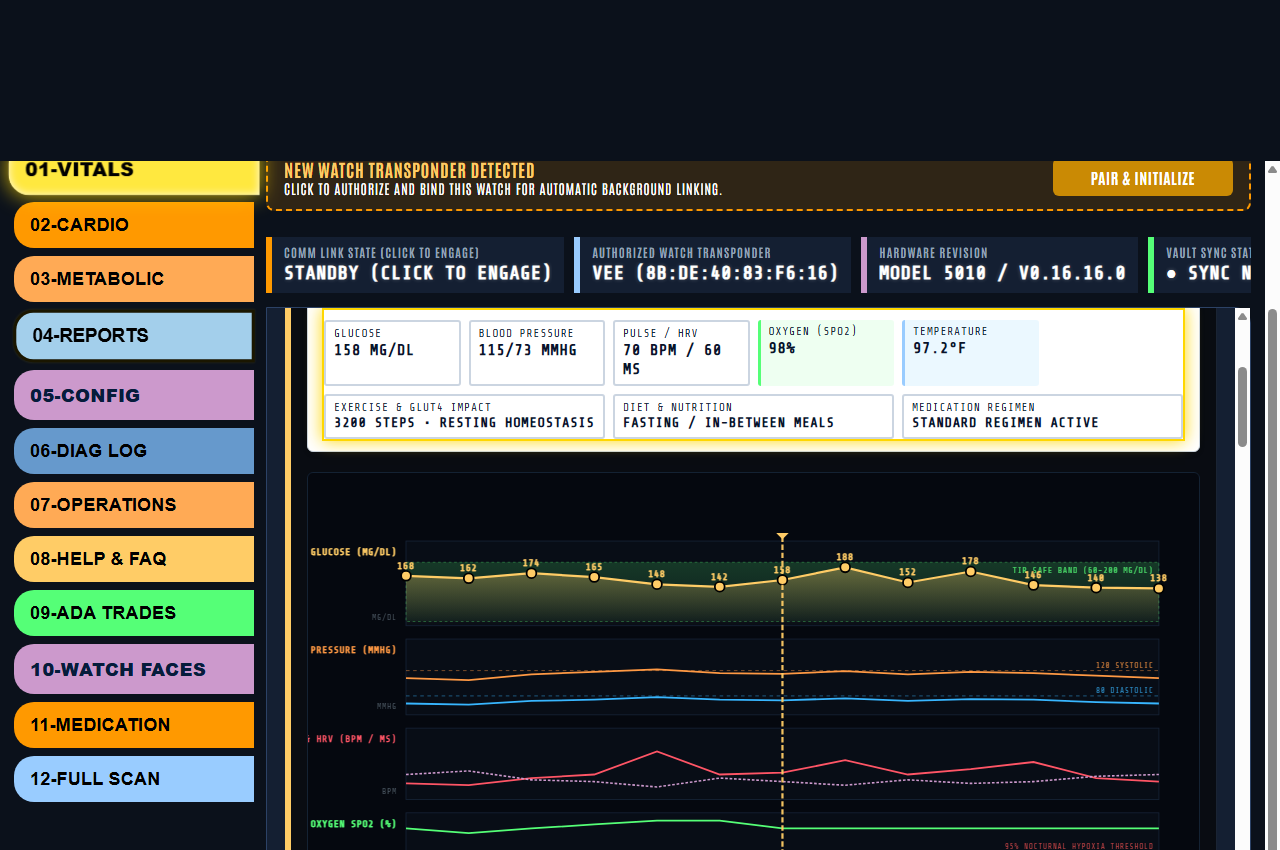 01-VITALS
02-CARDIO
03-METABOLIC
04-REPORTS
05-CONFIG
06-DIAG LOG
07-OPERATIONS
08-HELP & FAQ
09-ADA TRADES
10-WATCH FACES
11-MEDICATION
12-FULL SCAN
NEW WATCH TRANSPONDER DETECTED
CLICK TO AUTHORIZE AND BIND THIS WATCH FOR AUTOMATIC BACKGROUND LINKING.
PAIR & INITIALIZE
COMM LINK STATE (CLICK TO ENGAGE)
STANDBY (CLICK TO ENGAGE)
AUTHORIZED WATCH TRANSPONDER
VEE (8B:DE:40:83:F6:16)
HARDWARE REVISION
MODEL 5010 / V0.16.16.0
VAULT SYNC STAT
● SYNC N
GLUCOSE
158 MG/DL
BLOOD PRESSURE
115/73 MMHG
PULSE / HRV
70 BPM / 60
MS
OXYGEN (SPO2)
98%
TEMPERATURE
97.2°F
EXERCISE & GLUT4 IMPACT
3200 STEPS · RESTING HOMEOSTASIS
DIET & NUTRITION
FASTING / IN-BETWEEN MEALS
MEDICATION REGIMEN
STANDARD REGIMEN ACTIVE
GLUCOSE (MG/DL)
168 162 174 165 148 142 158 188 152 178 146 140 138
TIR SAFE BAND (60-200 MG/DL)
MG/DL
PRESSURE (MMHG)
120 SYSTOLIC
80 DIASTOLIC
MMHG
& HRV (BPM / MS)
BPM
OXYGEN SPO2 (%)
95% NOCTURNAL HYPOXIA THRESHOLD